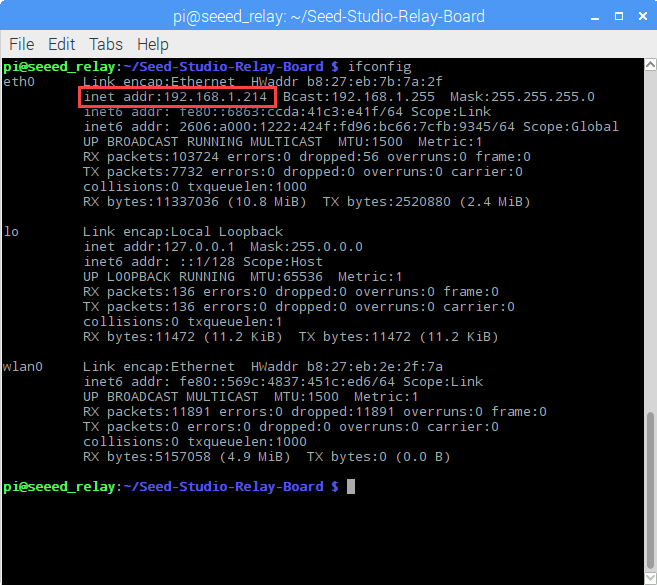 pi@seeed_relay: ~/Seed-Studio-Relay-Board
File Edit Tabs Help
pi@seeed_relay:~/Seed-Studio-Relay-Board $ ifconfig
eth0 Link encap:Ethernet HWaddr b8:27:eb:7b:7a:2f
inet addr:192.168.1.214 Bcast:192.168.1.255 Mask:255.255.255.0
inet6 addr: fe80::6863:ccda:41c3:e41f/64 Scope:Link
inet6 addr: 2606:a000:1222:424f:fd96:bc66:7cfb:9345/64 Scope:Global
UP BROADCAST RUNNING MULTICAST MTU:1500 Metric:1
RX packets:103724 errors:0 dropped:56 overruns:0 frame:0
TX packets:7732 errors:0 dropped:0 overruns:0 carrier:0
collisions:0 txqueuelen:1000
RX bytes:11337036 (10.8 MiB) TX bytes:2520880 (2.4 MiB)
lo Link encap:Local Loopback
inet addr:127.0.0.1 Mask:255.0.0.0
inet6 addr: ::1/128 Scope:Host
UP LOOPBACK RUNNING MTU:65536 Metric:1
RX packets:136 errors:0 dropped:0 overruns:0 frame:0
TX packets:136 errors:0 dropped:0 overruns:0 carrier:0
collisions:0 txqueuelen:1
RX bytes:11472 (11.2 KiB) TX bytes:11472 (11.2 KiB)
wlan0 Link encap:Ethernet HWaddr b8:27:eb:2e:2f:7a
inet6 addr: fe80::569c:4837:451c:ed6/64 Scope:Link
UP BROADCAST MULTICAST MTU:1500 Metric:1
RX packets:11891 errors:0 dropped:11891 overruns:0 frame:0
TX packets:0 errors:0 dropped:0 overruns:0 carrier:0
collisions:0 txqueuelen:1000
RX bytes:5157058 (4.9 MiB) TX bytes:0 (0.0 B)
pi@seeed_relay:~/Seed-Studio-Relay-Board $